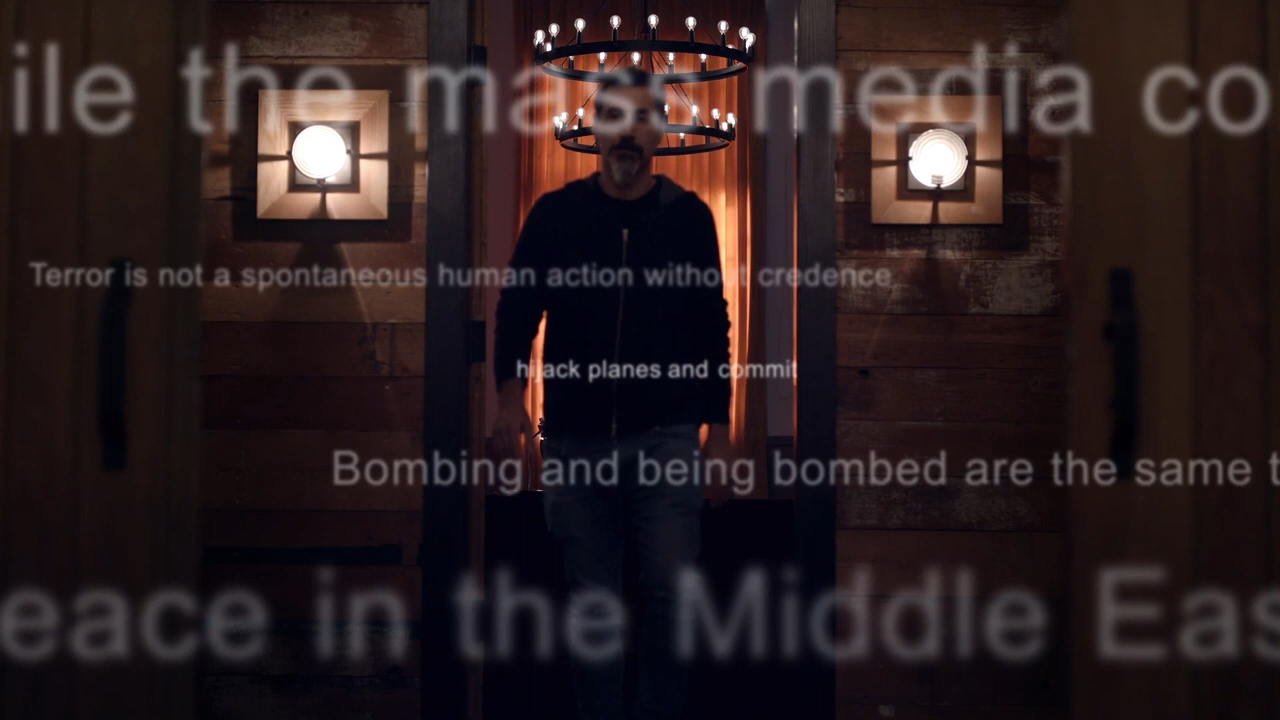 ile the mass media co
Terror is not a spontaneous human action without credence
hijack planes and commit
Bombing and being bombed are the same t
eace in the Middle Eas